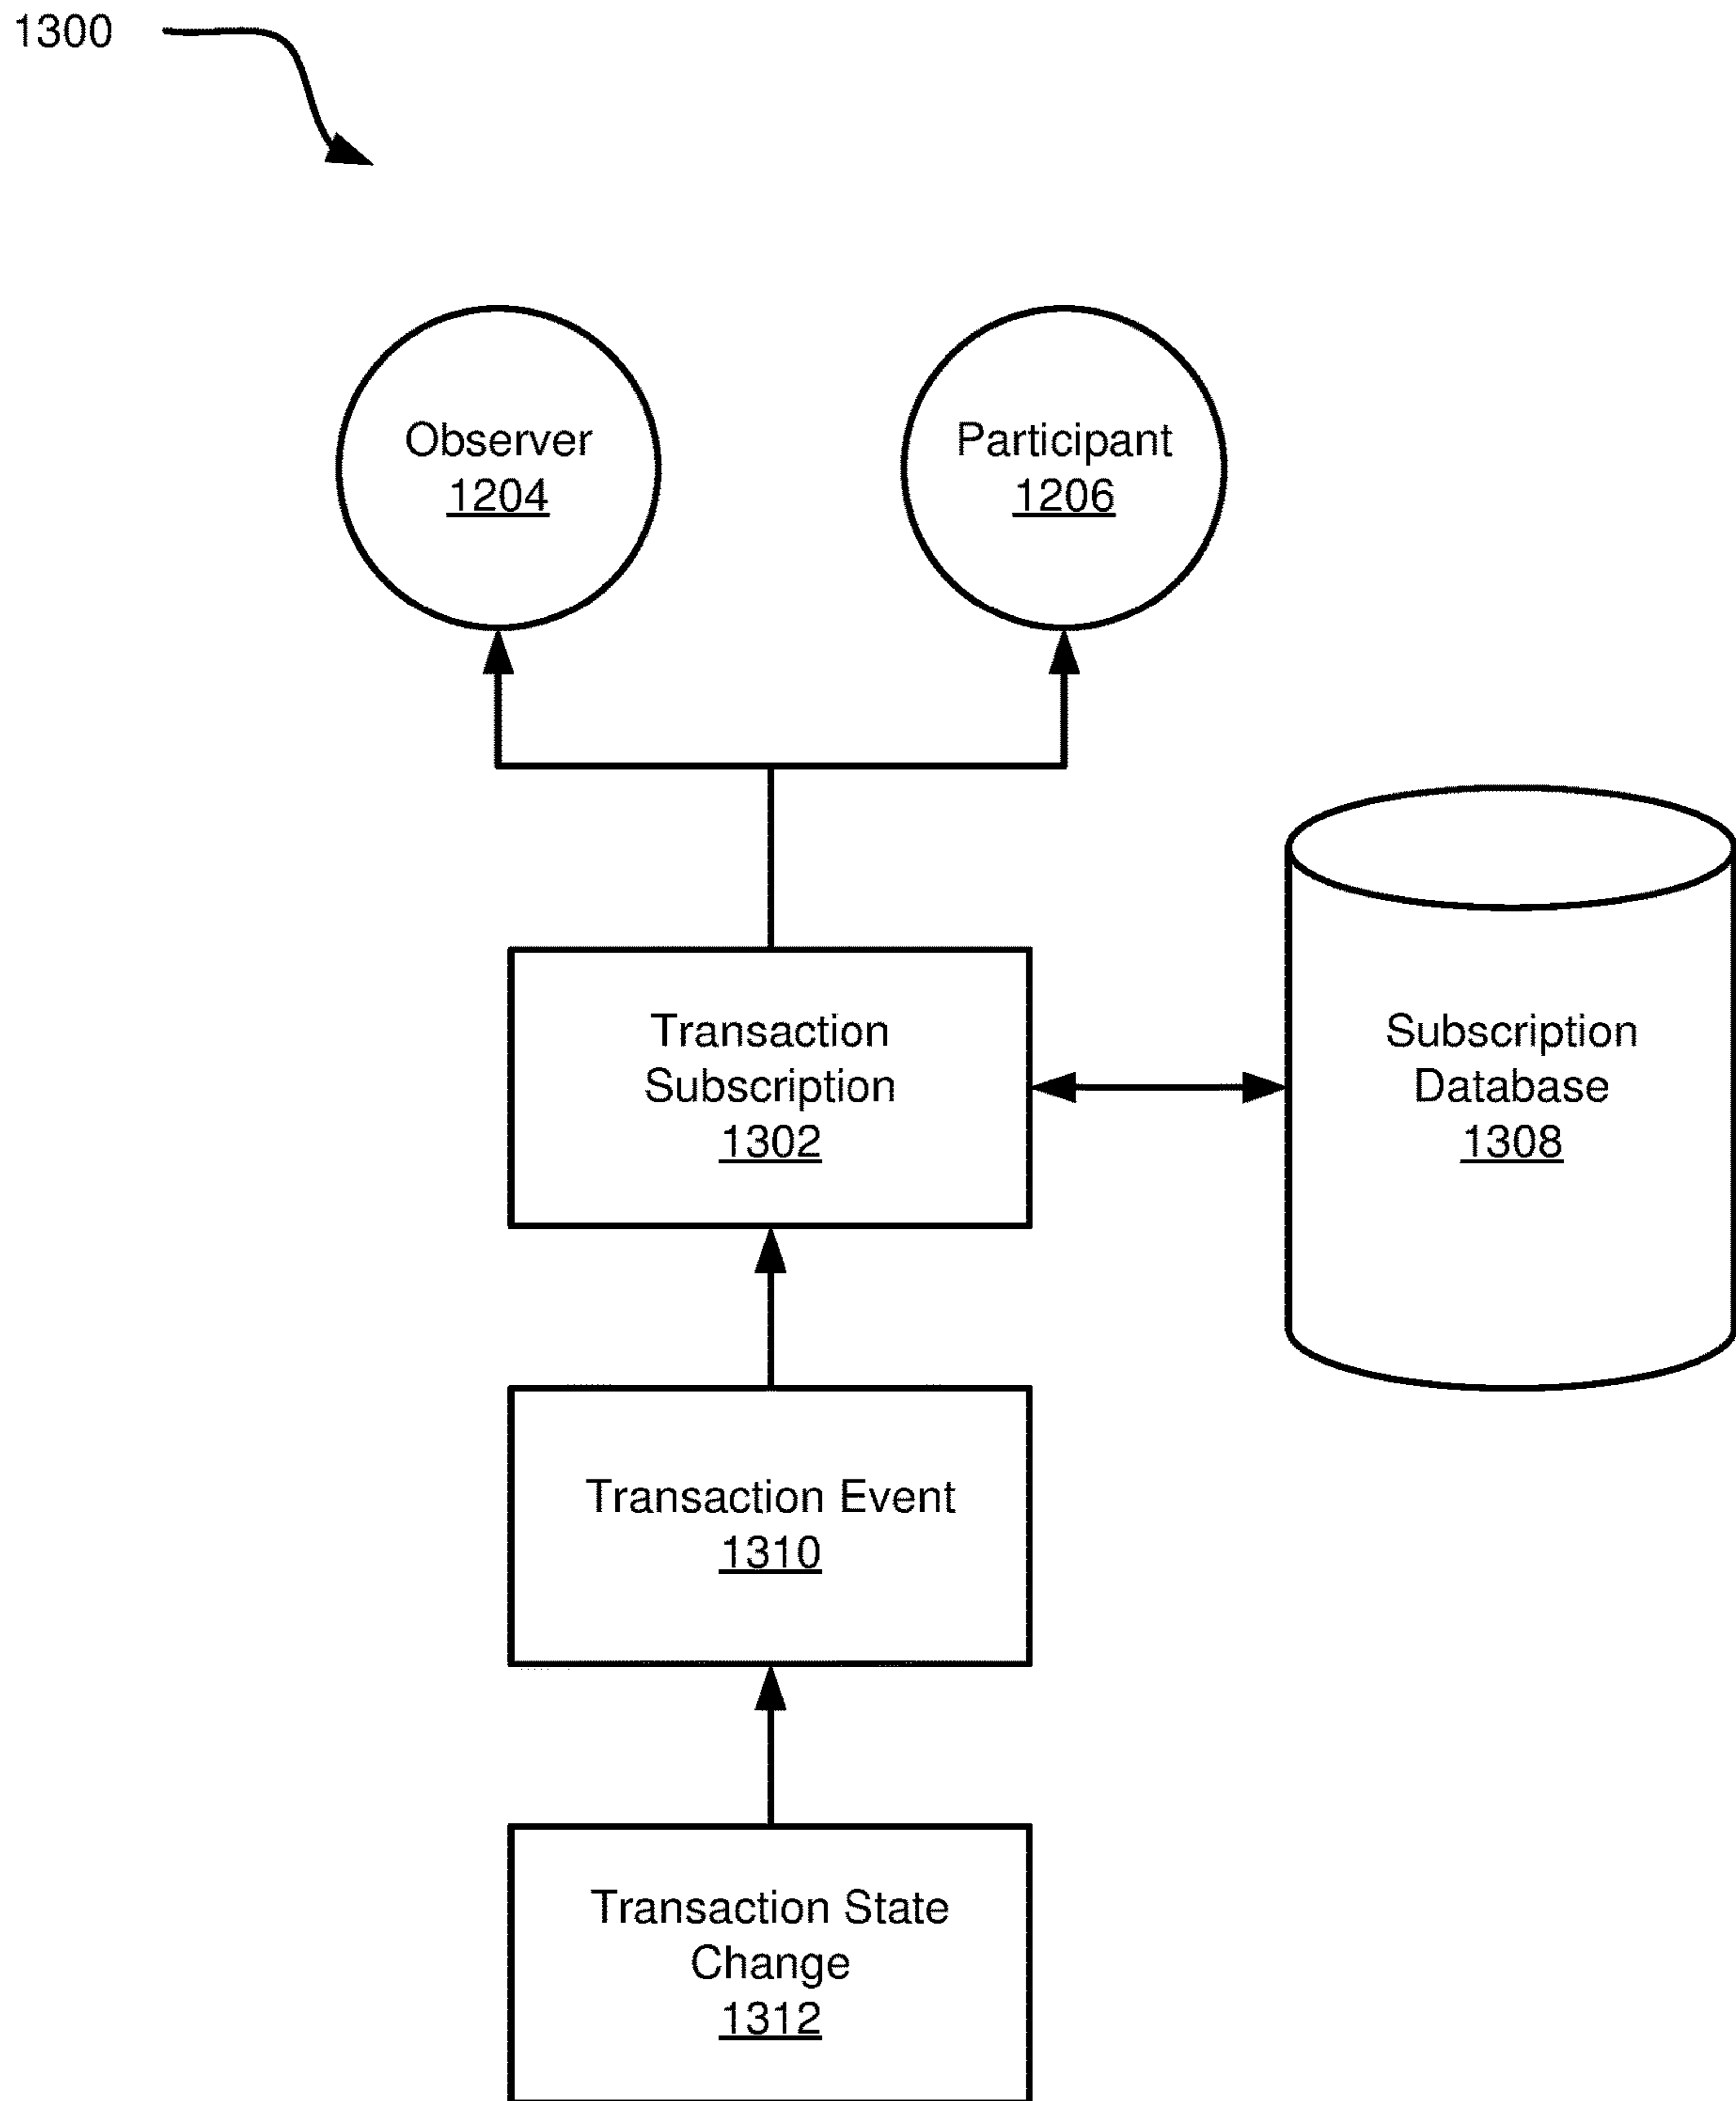 1300
Observer
1204
Participant
1206
Transaction
Subscription
1302
Subscription
Database
1308
Transaction Event
1310
Transaction State
Change
1312